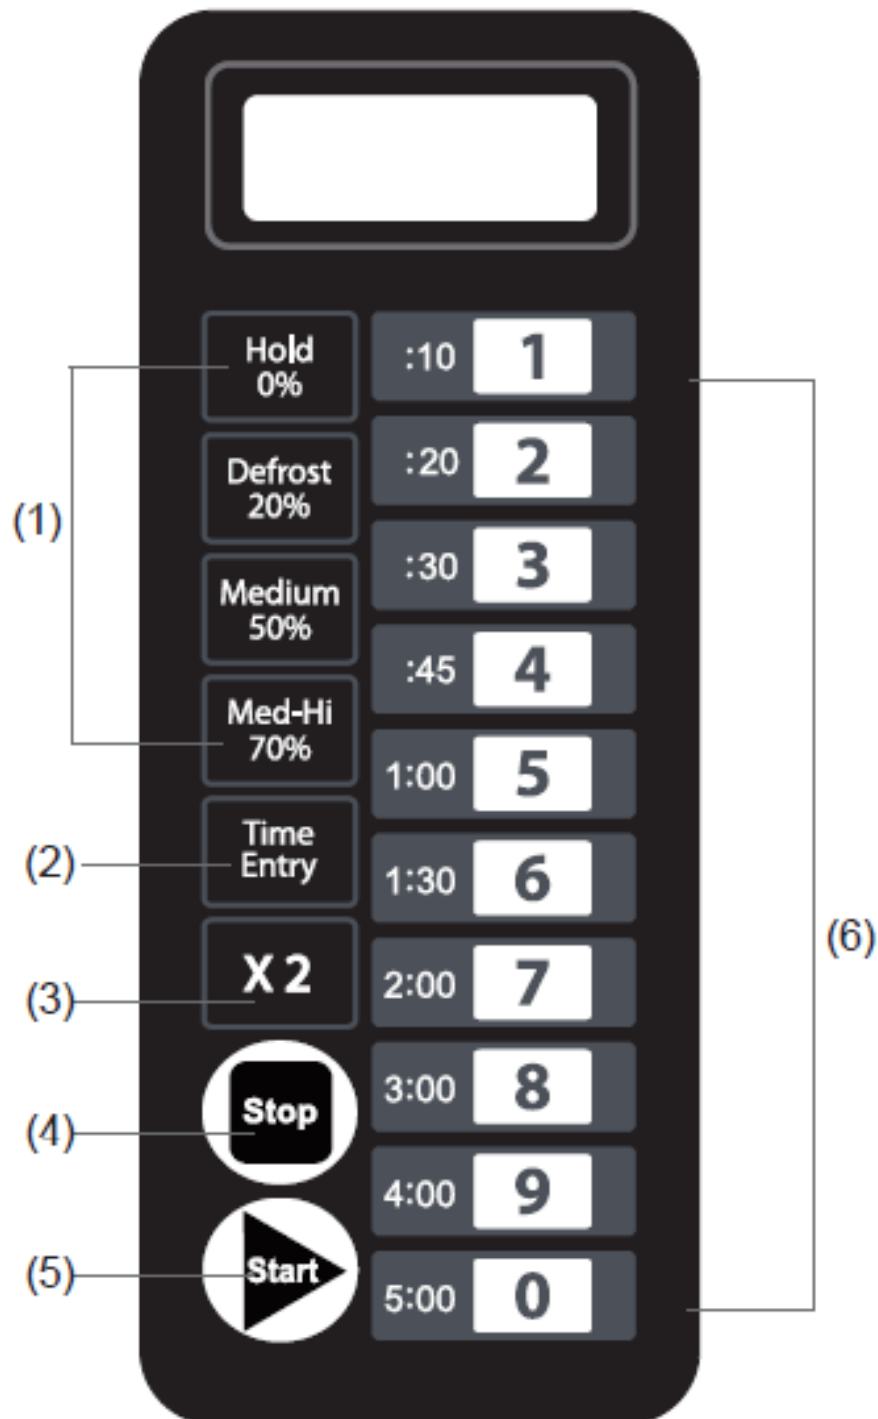 Hold
0%
:10 1
Defrost
20%
:20 2
(1)
Medium
50%
:30 3
Med-Hi
70%
:45 4
1:00 5
(2)
Time
Entry
1:30 6
(6)
(3)
X 2
2:00 7
(4)
Stop
3:00 8
4:00 9
(5)
Start
5:00 0